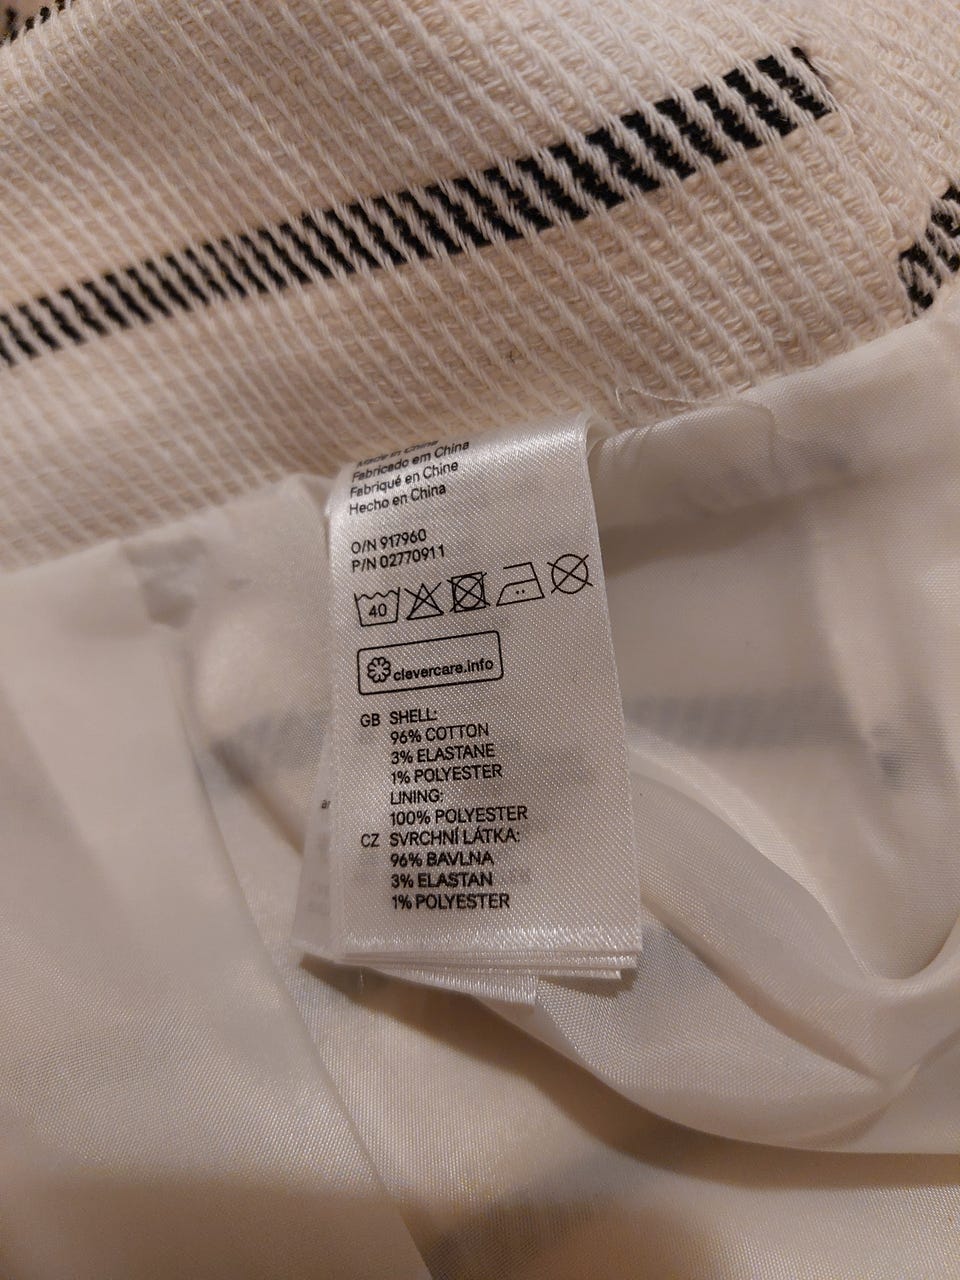 Made in China
Fabricado em China
Fabriqué en Chine
Hecho en China
O/N 917960
P/N 02770911
40
clevercare.info
GB SHELL:
96% COTTON
3% ELASTANE
1% POLYESTER
LINING:
100% POLYESTER
CZ SVRCHNÍ LÁTKA:
96% BAVLNA
3% ELASTAN
1% POLYESTER